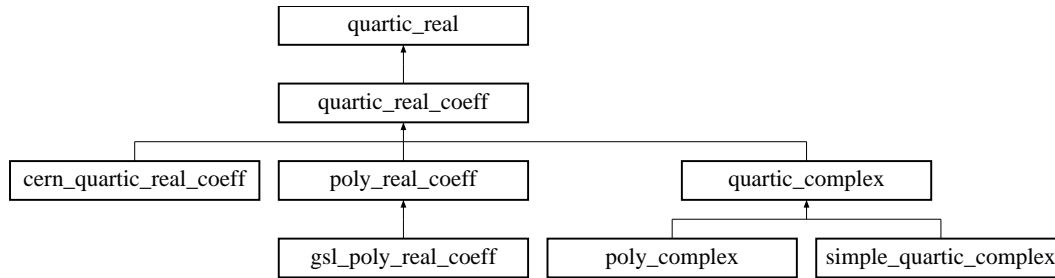 quartic_real
quartic_real_coeff
cern_quartic_real_coeff
poly_real_coeff
quartic_complex
gsl_poly_real_coeff
poly_complex
simple_quartic_complex